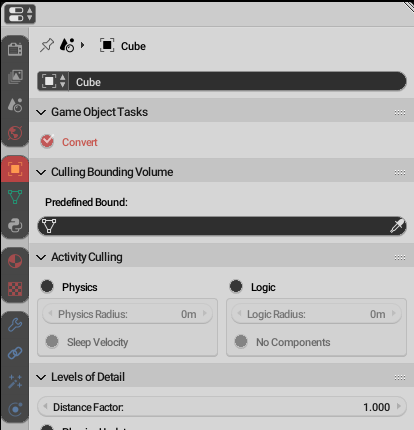 Cube
Cube
Game Object Tasks
Convert
Culling Bounding Volume
Predefined Bound:
Activity Culling
Physics Logic
Physics Radius: 0m Logic Radius: 0m
Sleep Velocity No Components
Levels of Detail
Distance Factor: 1.000